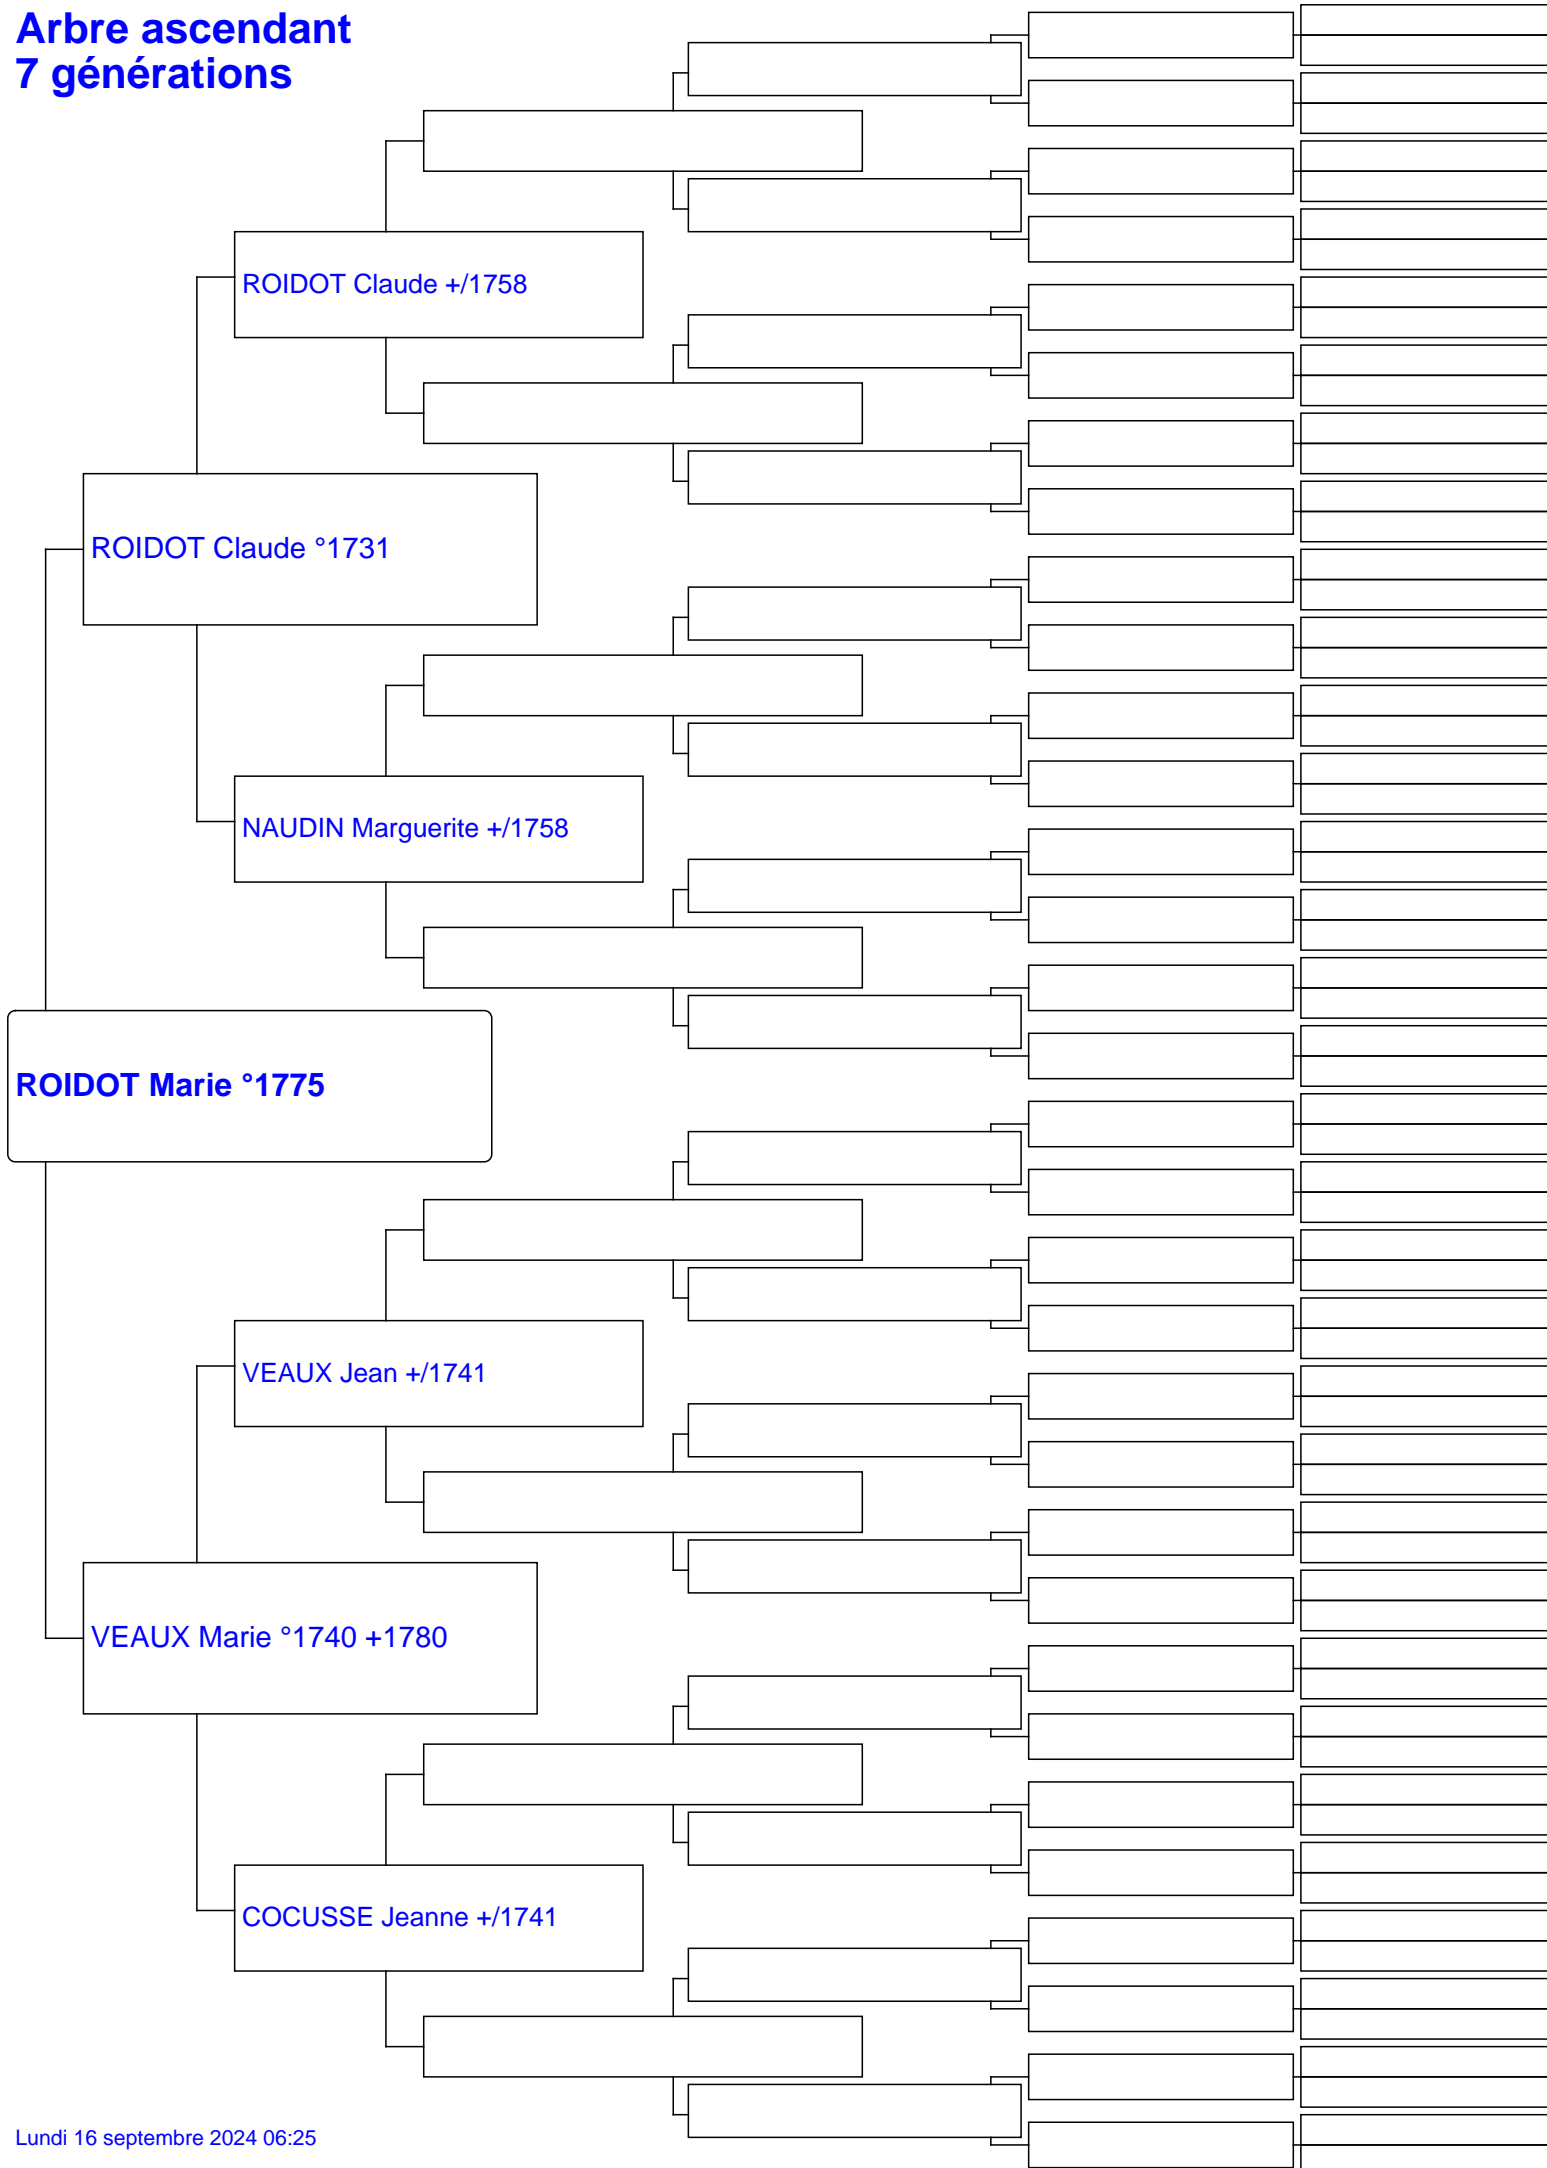 Arbre ascendant
7 générations
ROIDOT Claude +/1758
ROIDOT Claude °1731
NAUDIN Marguerite +/1758
ROIDOT Marie °1775
VEAUX Jean +/1741
VEAUX Marie °1740 +1780
COCUSSE Jeanne +/1741
Lundi 16 septembre 2024 06:25